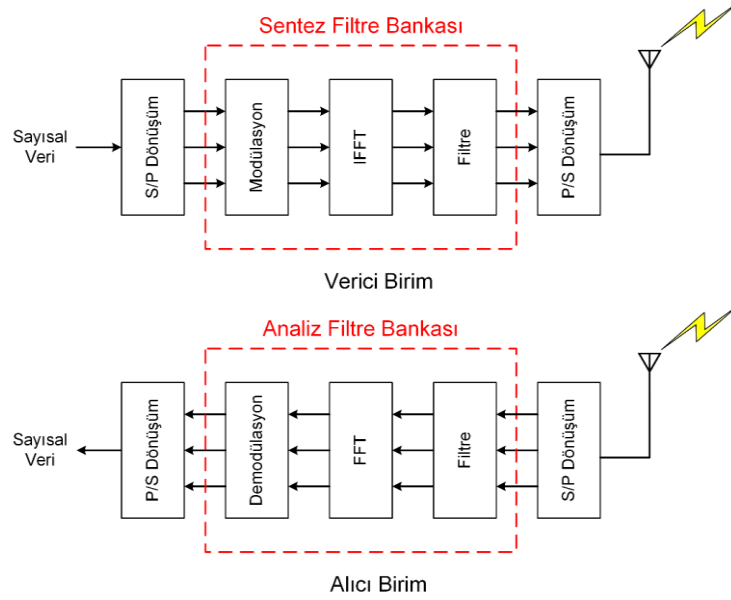 Sentez Filtre Bankası
Sayısal
Veri
S/P Dönüşüm
Modülasyon
IFFT
Filtre
P/S Dönüşüm
Verici Birim
Analiz Filtre Bankası
Sayısal
Veri
P/S Dönüşüm
Demodülasyon
FFT
Filtre
S/P Dönüşüm
Alıcı Birim